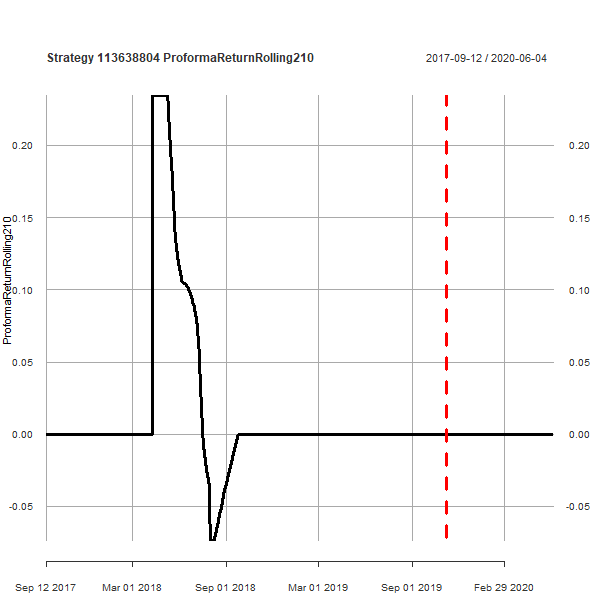 Strategy 113638804 ProformaReturnRolling210
2017-09-12 / 2020-06-04
ProformaReturnRolling210
0.20 0.20
0.15 0.15
0.10 0.10
0.05 0.05
0.00 0.00
-0.05 -0.05
Sep 12 2017 Mar 01 2018 Sep 01 2018 Mar 01 2019 Sep 01 2019 Feb 29 2020